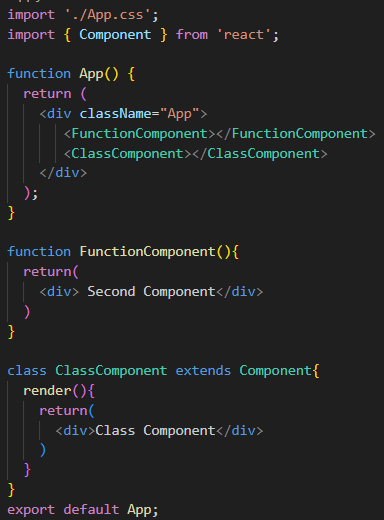 import './App.css';
import { Component } from 'react';
function App() {
return (
<div className="App">
<FunctionComponent></FunctionComponent>
<ClassComponent></ClassComponent>
</div>
);
}
function FunctionComponent(){
return(
<div> Second Component</div>
)
}
class ClassComponent extends Component{
render(){
return(
<div>Class Component</div>
)
}
}
export default App;